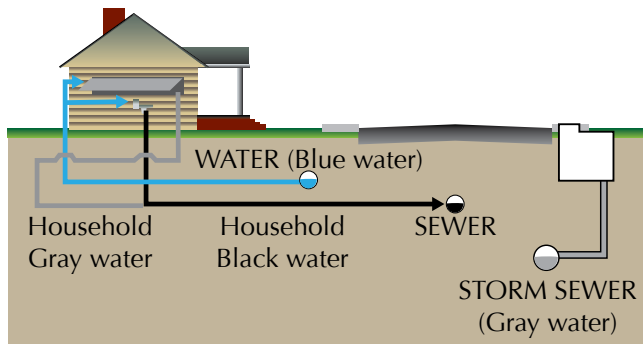 WATER (Blue water)
Household
Gray water
Household
Black water
SEWER
STORM SEWER
(Gray water)